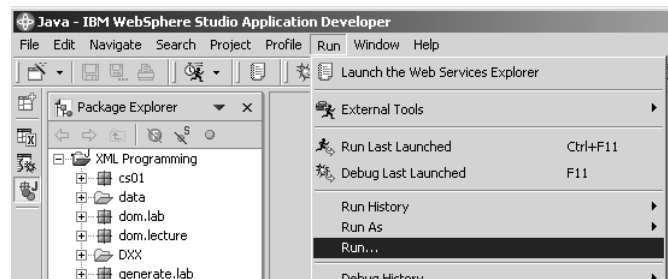 Java - IBM WebSphere Studio Application Developer
File Edit Navigate Search Project Profile Run Window Help
Launch the Web Services Explorer
Package Explorer
External Tools
Run Last Launched Ctrl+F11
Debug Last Launched F11
XML Programming
cs01
data
dom.lab
dom.lecture
DXX
generate.lab
Run History
Run As
Run...
Debug History